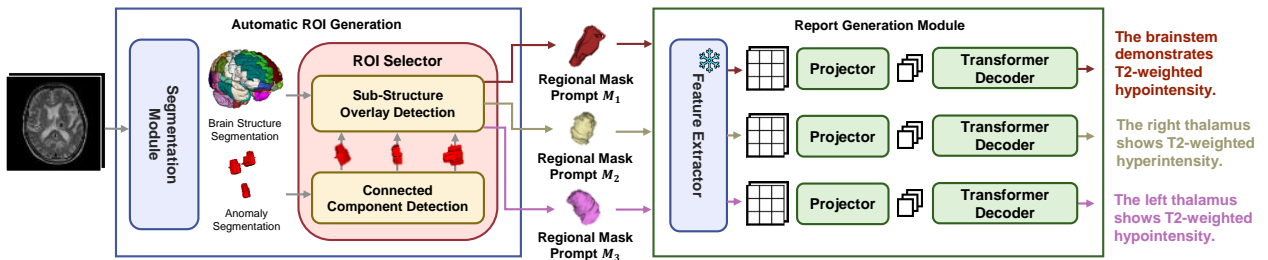 Automatic ROI Generation
Segmentation
Module
Brain Structure
Segmentation
Anomaly
Segmentation
ROI Selector
Sub-Structure
Overlay Detection
Connected
Component Detection
Regional Mask
Prompt M₁
Regional Mask
Prompt M₂
Regional Mask
Prompt M₃
Report Generation Module
Feature Extractor
Projector
Transformer
Decoder
Projector
Transformer
Decoder
Projector
Transformer
Decoder
The brainstem
demonstrates
T2-weighted
hypointensity.
The right thalamus
shows T2-weighted
hyperintensity.
The left thalamus
shows T2-weighted
hypointensity.